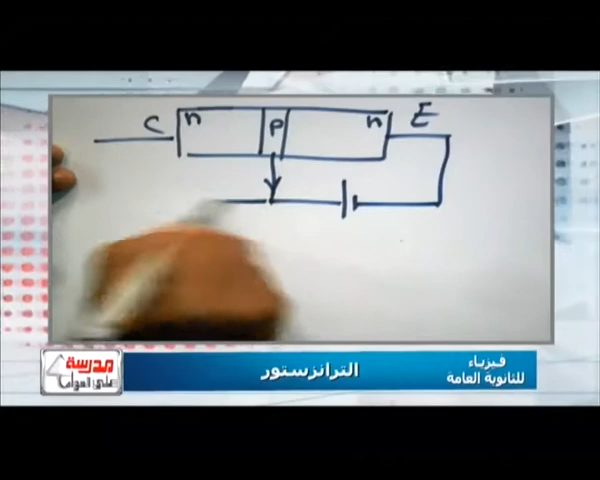 C n P n E
مدرسة
على الهواء
الترانزستور
فيزياء
للثانوية العامة